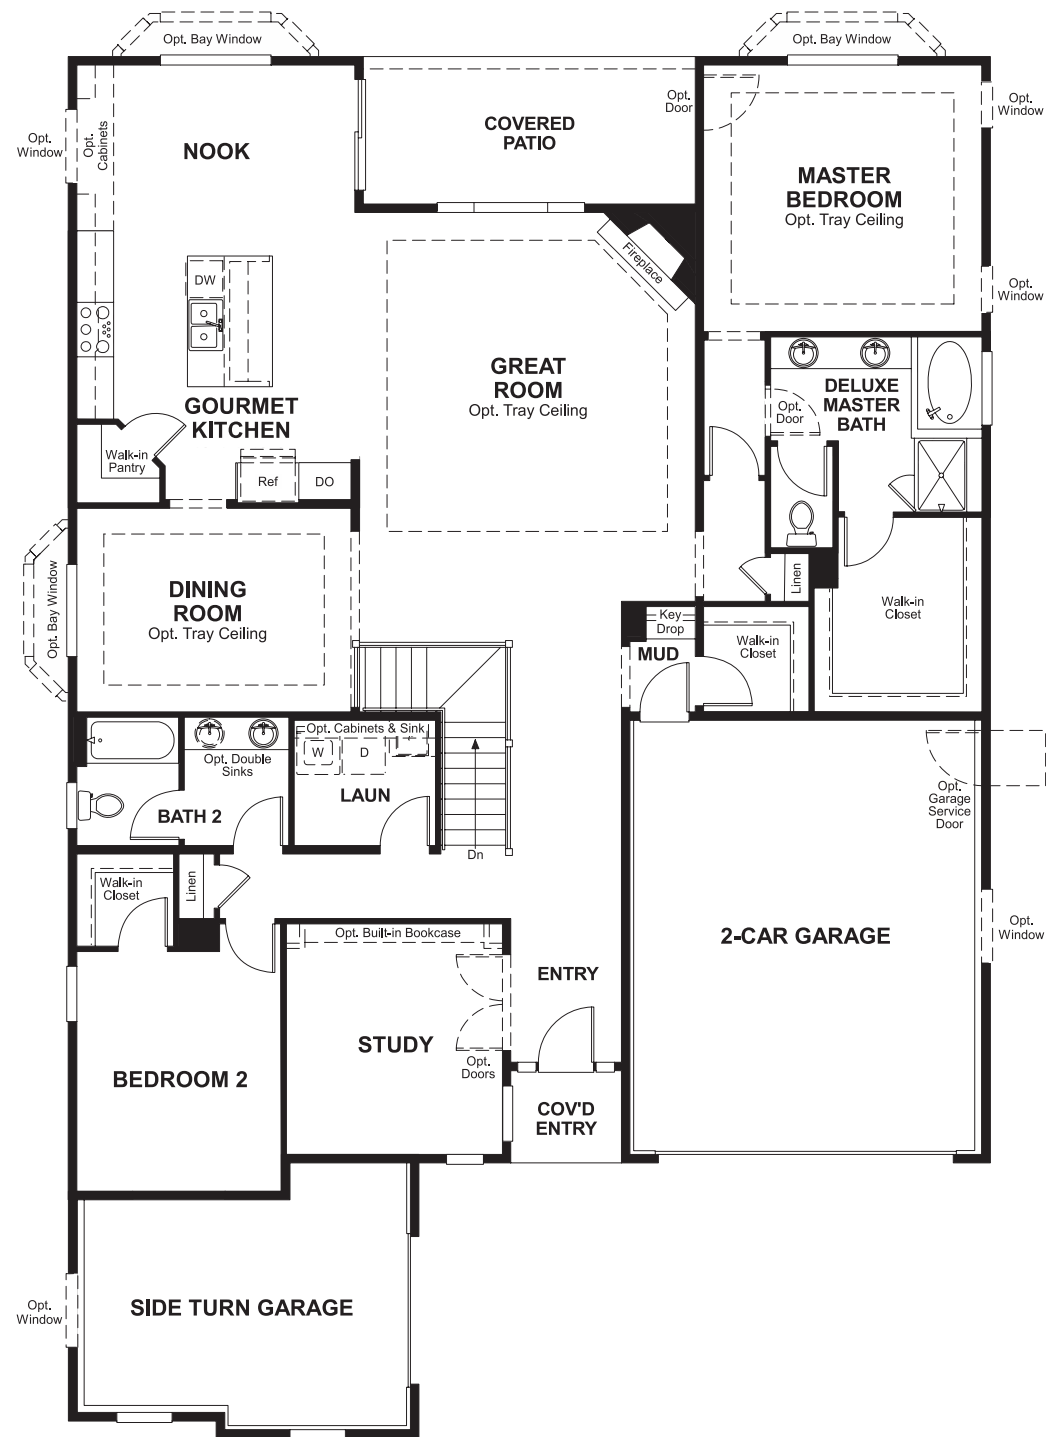 Opt. Bay Window
Opt. Bay Window
Opt.
Window
Opt.
Cabinets
NOOK
COVERED
PATIO
Opt.
Door
MASTER
BEDROOM
Opt. Tray Ceiling
Opt.
Window
Opt.
Window
DW
Fireplace
GREAT
ROOM
Opt. Tray Ceiling
GOURMET
KITCHEN
Walk-in
Pantry
Ref
DO
DELUXE
MASTER
BATH
Opt.
Door
Opt. Bay Window
DINING
ROOM
Opt. Tray Ceiling
Linen
Walk-in
Closet
Key
Drop
MUD
Walk-in
Closet
Opt. Double
Sinks
BATH 2
Opt. Cabinets & Sink
W
D
LAUN
Dn
Opt.
Garage
Service
Door
Walk-in
Closet
Linen
Opt. Built-in Bookcase
ENTRY
2-CAR GARAGE
Opt.
Window
STUDY
Opt.
Doors
BEDROOM 2
COV'D
ENTRY
Opt.
Window
SIDE TURN GARAGE